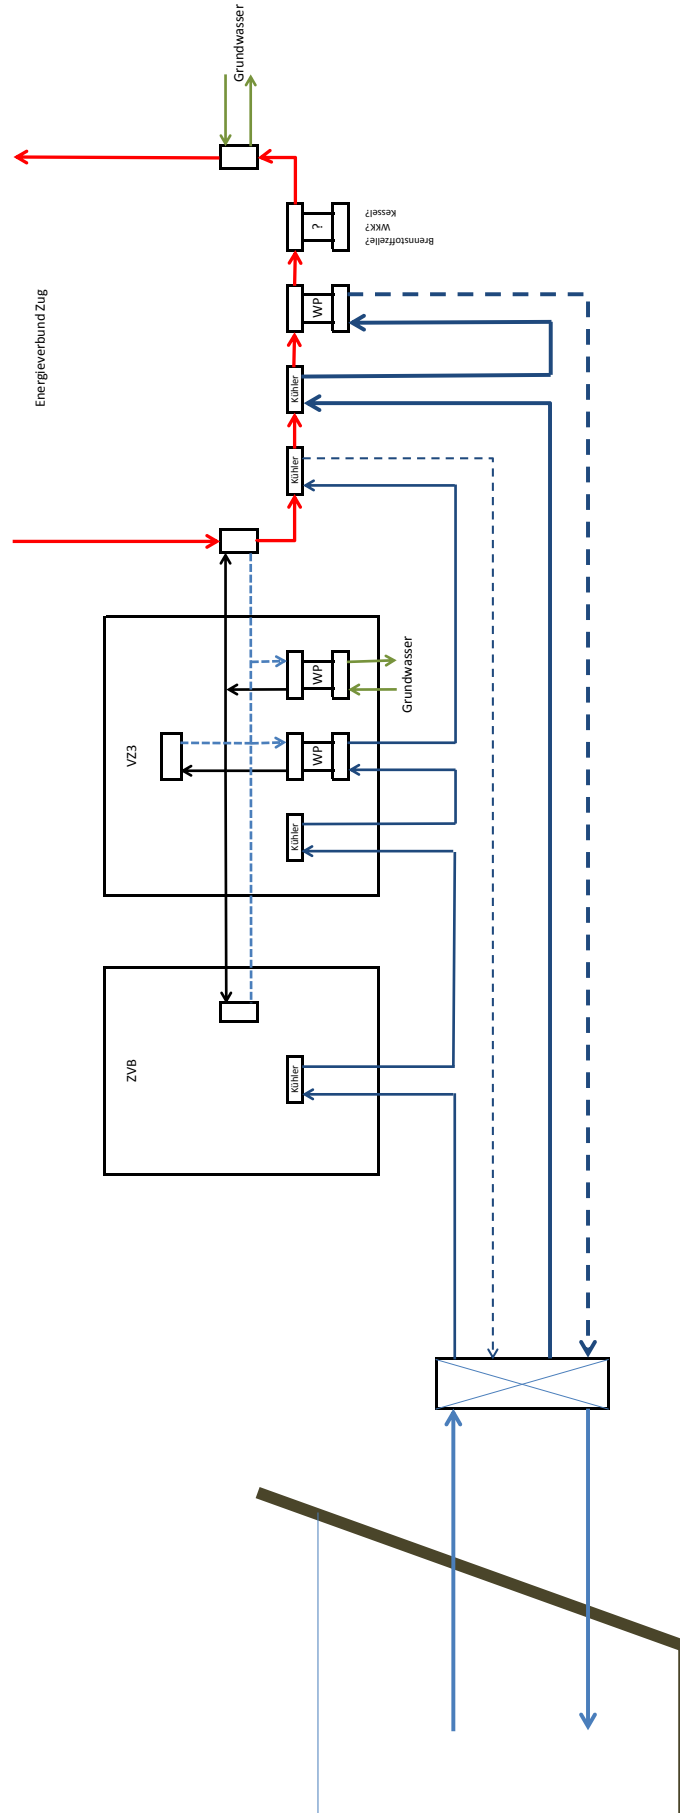 Energieverbund Zug
ZVB
VZ3
Grundwasser
Kühler
Kühler
Kühler
Kühler
WP
WP
WP
?
Brennstoffzelle?
WKK?
Kessel?
Grundwasser